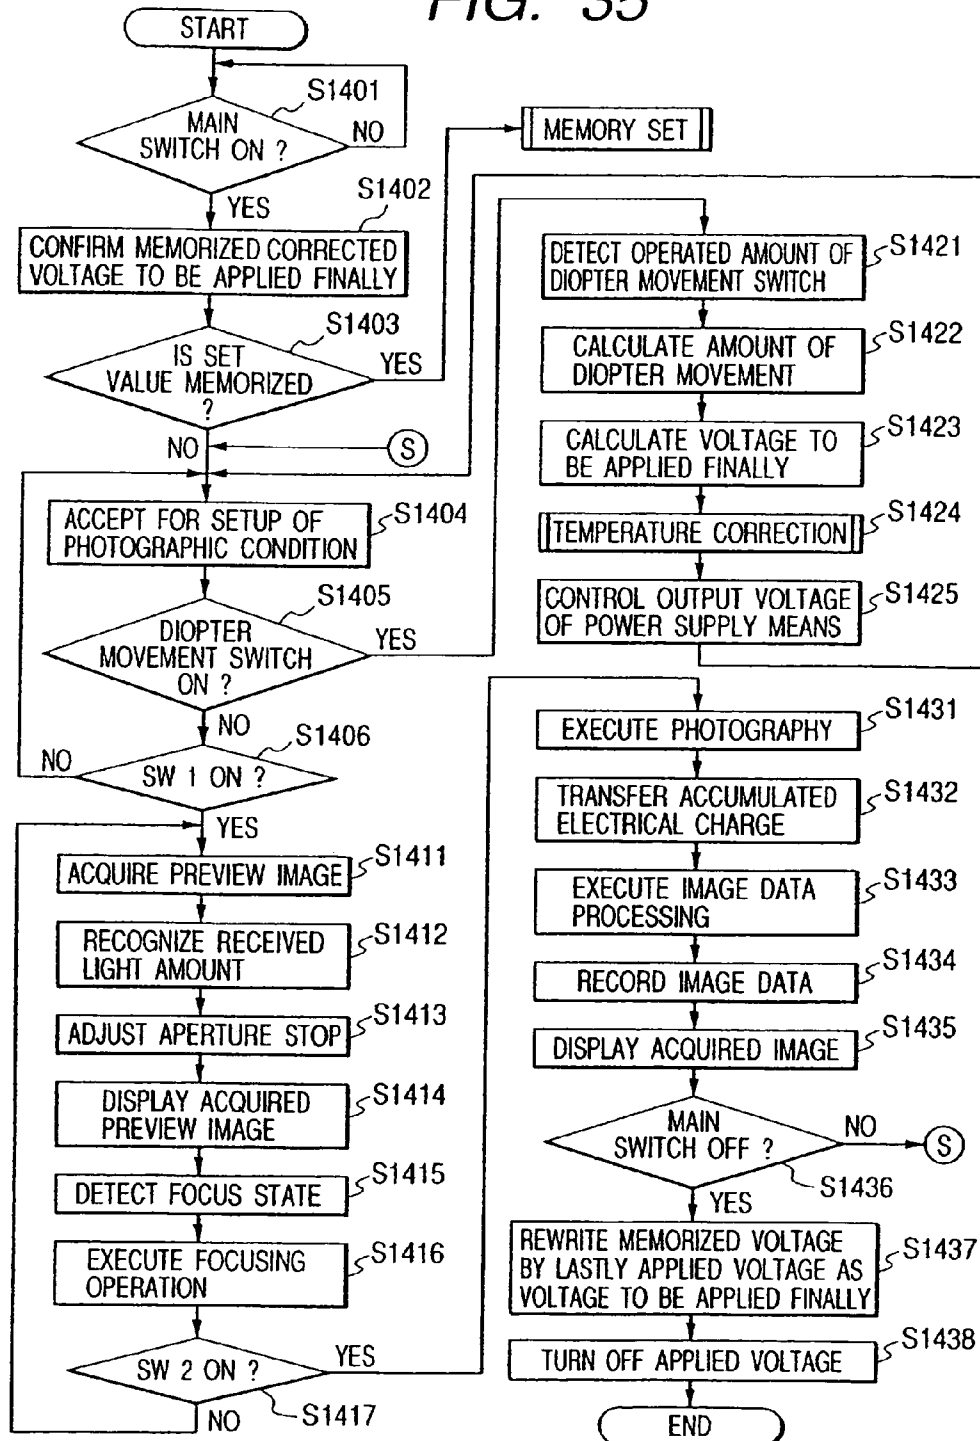 FIG. 35
START
S1401
MAIN
SWITCH ON ?
NO
YES
S1402
CONFIRM MEMORIZED CORRECTED
VOLTAGE TO BE APPLIED FINALLY
S1403
IS SET
VALUE MEMORIZED
?
YES
MEMORY SET
NO
S
ACCEPT FOR SETUP OF
PHOTOGRAPHIC CONDITION
S1404
S1405
DIOPTER
MOVEMENT SWITCH
ON ?
YES
NO
S1406
SW 1 ON ?
NO
YES
ACQUIRE PREVIEW IMAGE
S1411
RECOGNIZE RECEIVED
LIGHT AMOUNT
S1412
ADJUST APERTURE STOP
S1413
DISPLAY ACQUIRED
PREVIEW IMAGE
S1414
DETECT FOCUS STATE
S1415
EXECUTE FOCUSING
OPERATION
S1416
SW 2 ON ?
YES
S1417
NO
DETECT OPERATED AMOUNT OF
DIOPTER MOVEMENT SWITCH
S1421
CALCULATE AMOUNT OF
DIOPTER MOVEMENT
S1422
CALCULATE VOLTAGE TO
BE APPLIED FINALLY
S1423
TEMPERATURE CORRECTION
S1424
CONTROL OUTPUT VOLTAGE
OF POWER SUPPLY MEANS
S1425
EXECUTE PHOTOGRAPHY
S1431
TRANSFER ACCUMULATED
ELECTRICAL CHARGE
S1432
EXECUTE IMAGE DATA
PROCESSING
S1433
RECORD IMAGE DATA
S1434
DISPLAY ACQUIRED IMAGE
S1435
MAIN
SWITCH OFF ?
NO
S
S1436
YES
REWRITE MEMORIZED VOLTAGE
BY LASTLY APPLIED VOLTAGE AS
VOLTAGE TO BE APPLIED FINALLY
S1437
TURN OFF APPLIED VOLTAGE
S1438
END